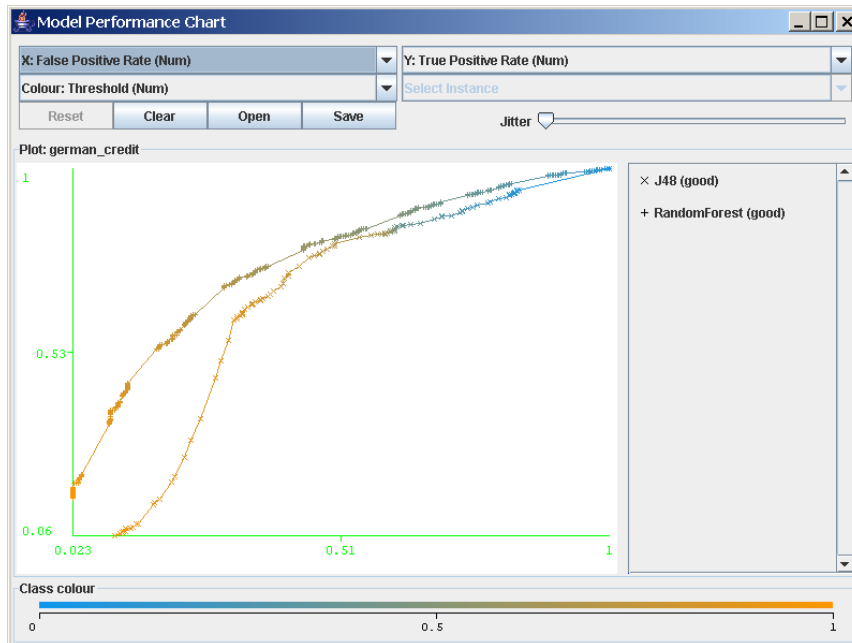 Model Performance Chart
X: False Positive Rate (Num) Y: True Positive Rate (Num)
Colour: Threshold (Num) Select Instance
Reset Clear Open Save Jitter
Plot: german_credit
1
0.53
0.06
0.023 0.51 1
× J48 (good)
+ RandomForest (good)
Class colour
0 0.5 1